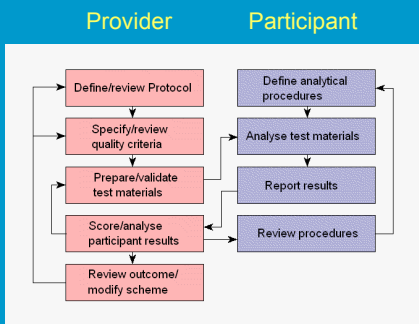 Provider
Participant
Define/review Protocol
Specify/review
quality criteria
Prepare/validate
test materials
Score/analyse
participant results
Review outcome/
modify scheme
Define analytical
procedures
Analyse test materials
Report results
Review procedures